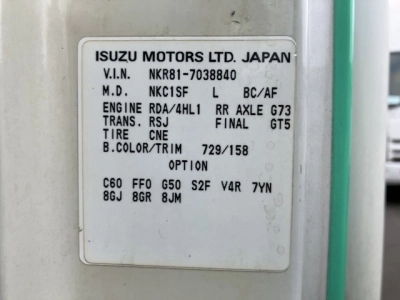 ISUZU MOTORS LTD. JAPAN
V.I.N. NKR81-7038840
M.D. NKC1SF L BC/AF
ENGINE RDA/4HL1 RR AXLE G73
TRANS. RSJ FINAL GT5
TIRE CNE
B.COLOR/TRIM 729/158
OPTION
C60 FFO G50 S2F V4R 7YN
8GJ 8GR 8JM